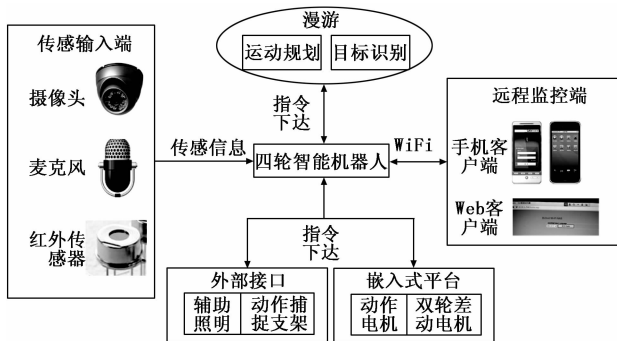 漫游
运动规划
目标识别
传感输入端
摄像头
麦克风
红外传
感器
传感信息
指令
下达
四轮智能机器人
WiFi
远程监控端
手机客
户端
Web客
户端
指令
下达
外部接口
辅助
照明
动作捕
捉支架
嵌入式平台
动作
电机
双轮差
动电机